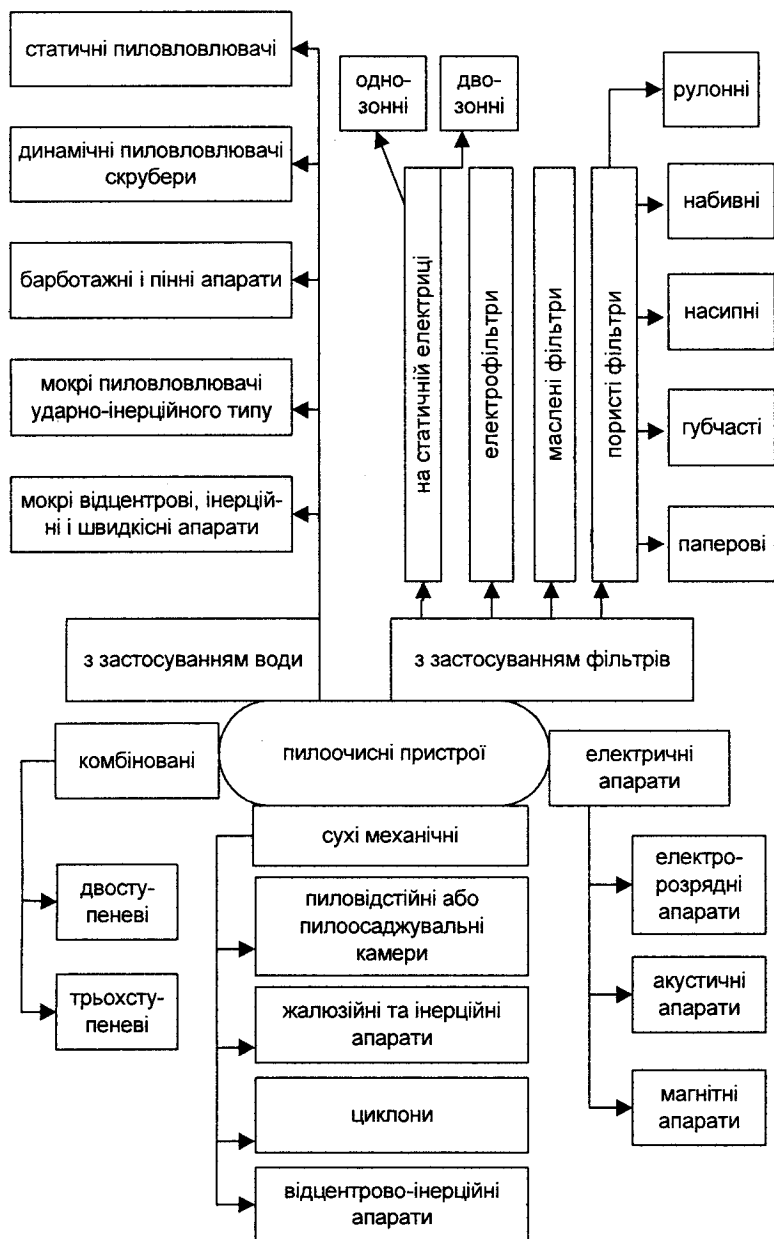 статичні пиловловлювачі
динамічні пиловловлювачі
скрубери
барботажні і пінні апарати
мокрі пиловловлювачі
ударно-інерційного типу
мокрі відцентрові, інерцій-
ні і швидкісні апарати
одно-
зонні
дво-
зонні
рулонні
набивні
насипні
губчасті
паперові
на статичній електриці
електрофільтри
маслені фільтри
пористі фільтри
з застосуванням води
з застосуванням фільтрів
комбіновані
пилоочисні пристрої
електричні
апарати
двосту-
пеневі
трьохсту-
пеневі
сухі механічні
пиловідстійні або
пилоосаджувальні
камери
жалюзійні та інерційні
апарати
циклони
відцентрово-інерційні
апарати
електро-
розрядні
апарати
акустичні
апарати
магнітні
апарати